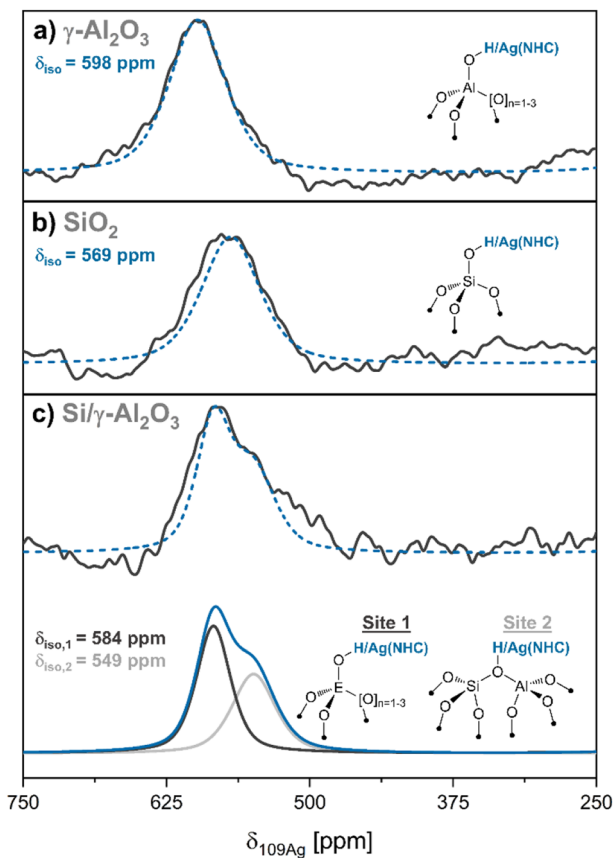 a) γ-Al₂O₃
δiso = 598 ppm
H/Ag(NHC)
O
Al
O
[O]n=1-3
O
b) SiO₂
δiso = 569 ppm
H/Ag(NHC)
O
Si
O
O
O
c) Si/γ-Al₂O₃
δiso,1 = 584 ppm
δiso,2 = 549 ppm
Site 1
H/Ag(NHC)
O
E
O
[O]n=1-3
O
Site 2
H/Ag(NHC)
O
Si
Al
O
O
O
O
O
O
750
625
500
375
250
δ109Ag [ppm]